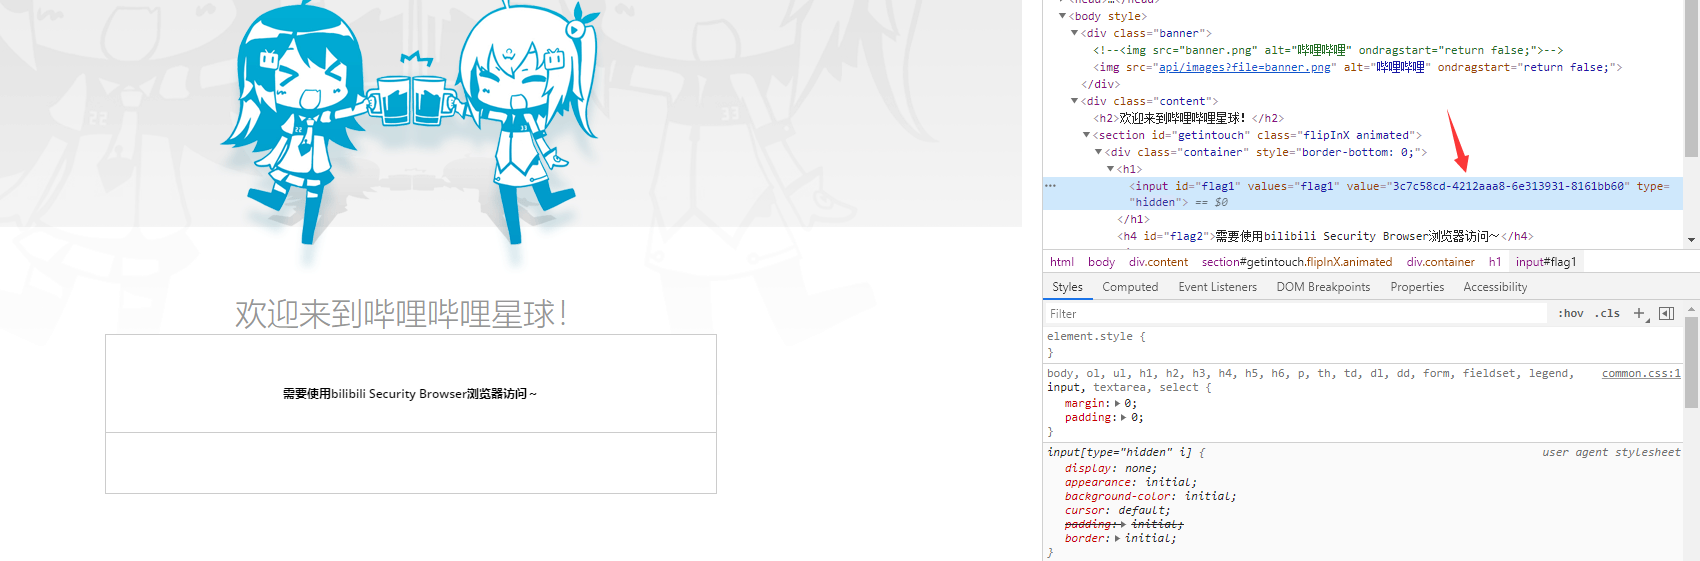 22
33
欢迎来到哔哩哔哩星球!
需要使用bilibili Security Browser浏览器访问~
<body style>
<div class="banner">
<!--<img src="banner.png" alt="哔哩哔哩" ondragstart="return false;">-->
<img src="api/images?file=banner.png" alt="哔哩哔哩" ondragstart="return false;">
</div>
<div class="content">
<h2>欢迎来到哔哩哔哩星球! </h2>
<section id="getintouch" class="flipInX animated">
<div class="container" style="border-bottom: 0;">
<h1>
<input id="flag1" values="flag1" value="3c7c58cd-4212aaa8-6e313931-8161bb60" type=
"hidden"> == $0
</h1>
<h4 id="flag2">需要使用bilibili Security Browser浏览器访问~</h4>
html body div.content section#getintouch.flipInX.animated div.container h1 input#flag1
Styles Computed Event Listeners DOM Breakpoints Properties Accessibility
Filter :hov .cls +
element.style {
}
body, ol, ul, h1, h2, h3, h4, h5, h6, p, th, td, dl, dd, form, fieldset, legend, common.css:1
input, textarea, select {
margin: 0;
padding: 0;
}
input[type="hidden" i] { user agent stylesheet
display: none;
appearance: initial;
background-color: initial;
cursor: default;
padding: initial;
border: initial;
}